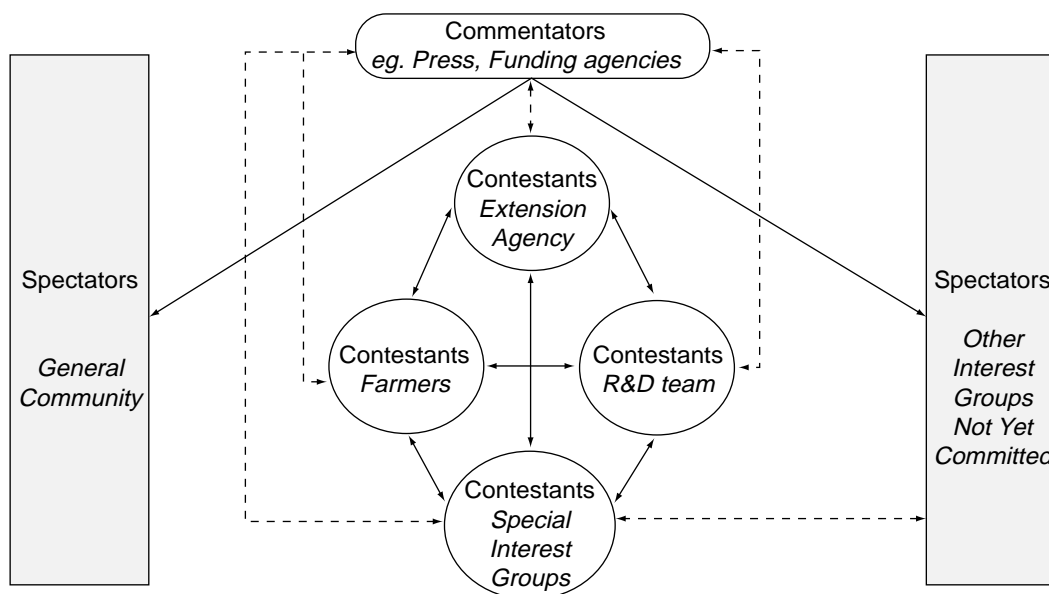 Commentators
eg. Press, Funding agencies
Contestants
Extension
Agency
Spectators
General
Community
Contestants
Farmers
Contestants
R&D team
Spectators
Other
Interest
Groups
Not Yet
Committed
Contestants
Special
Interest
Groups